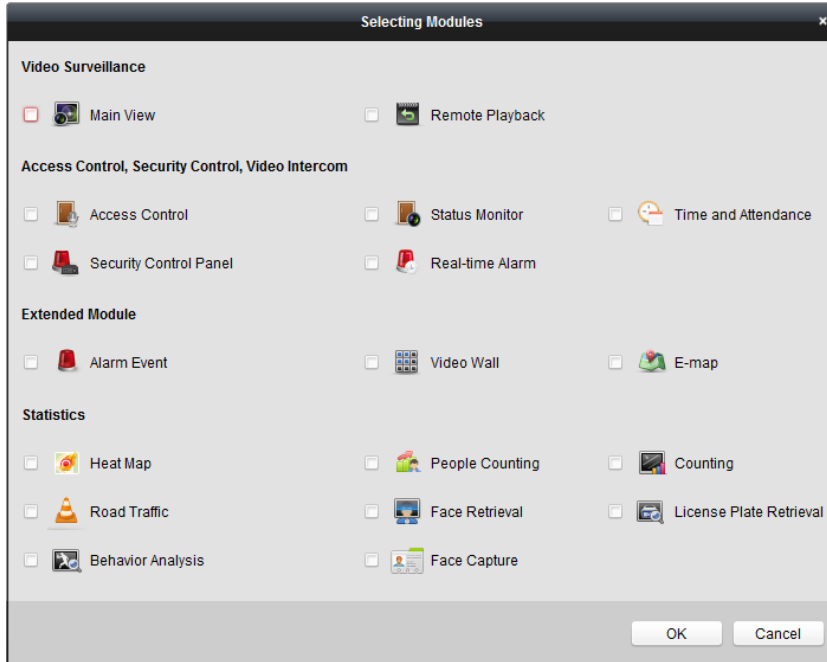 Selecting Modules
Video Surveillance
Main View Remote Playback
Access Control, Security Control, Video Intercom
Access Control Status Monitor Time and Attendance
Security Control Panel Real-time Alarm
Extended Module
Alarm Event Video Wall E-map
Statistics
Heat Map People Counting Counting
Road Traffic Face Retrieval License Plate Retrieval
Behavior Analysis Face Capture
OK Cancel